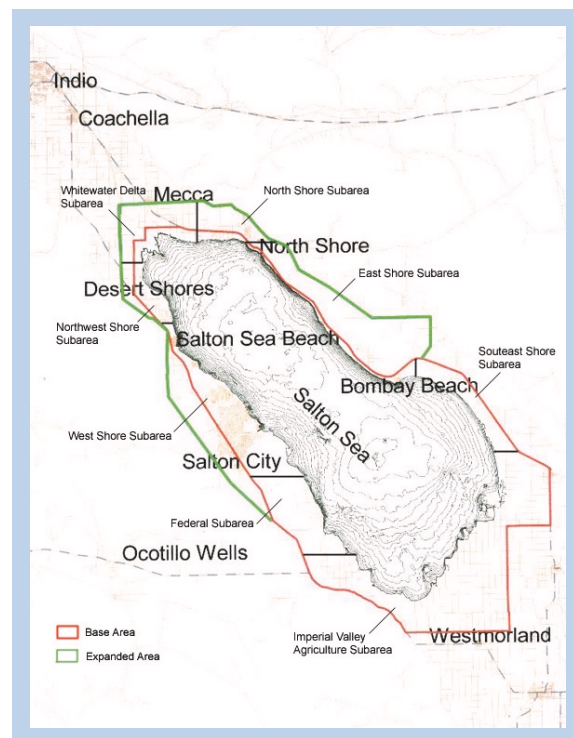 Indio
Coachella
Whitewater Delta
Subarea
Mecca
North Shore Subarea
North Shore
East Shore Subarea
Desert Shores
Northwest Shore
Subarea
Salton Sea Beach
Souteast Shore
Subarea
Bombay Beach
Salton Sea
West Shore Subarea
Salton City
Federal Subarea
Ocotillo Wells
Base Area
Expanded Area
Imperial Valley
Agriculture Subarea
Westmorland